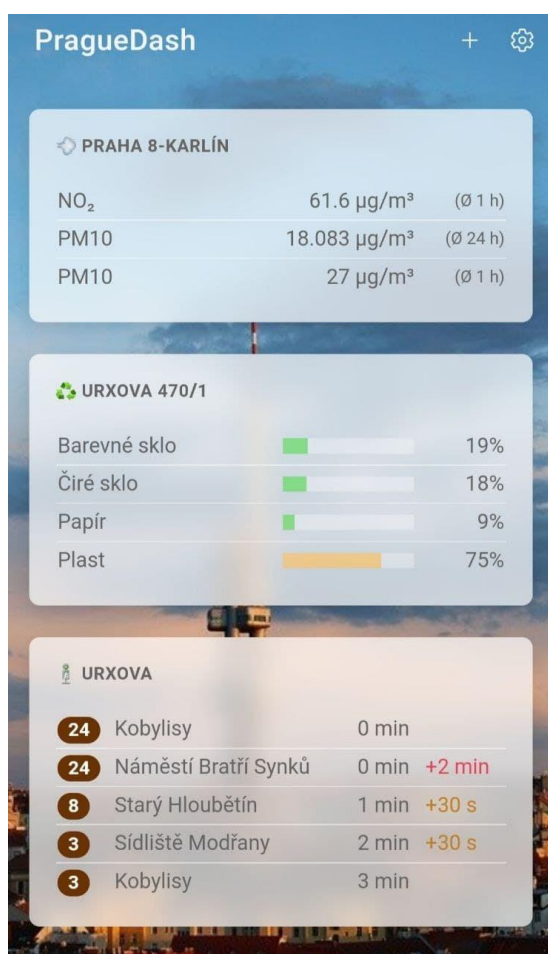 PragueDash +
PRAHA 8-KARLÍN
NO₂ 61.6 µg/m³ (Ø 1 h)
PM10 18.083 µg/m³ (Ø 24 h)
PM10 27 µg/m³ (Ø 1 h)
URXOVA 470/1
Barevné sklo 19%
Čiré sklo 18%
Papír 9%
Plast 75%
URXOVA
24 Kobylisy 0 min
24 Náměstí Bratří Synků 0 min +2 min
8 Starý Hloubětín 1 min +30 s
3 Sídliště Modřany 2 min +30 s
3 Kobylisy 3 min